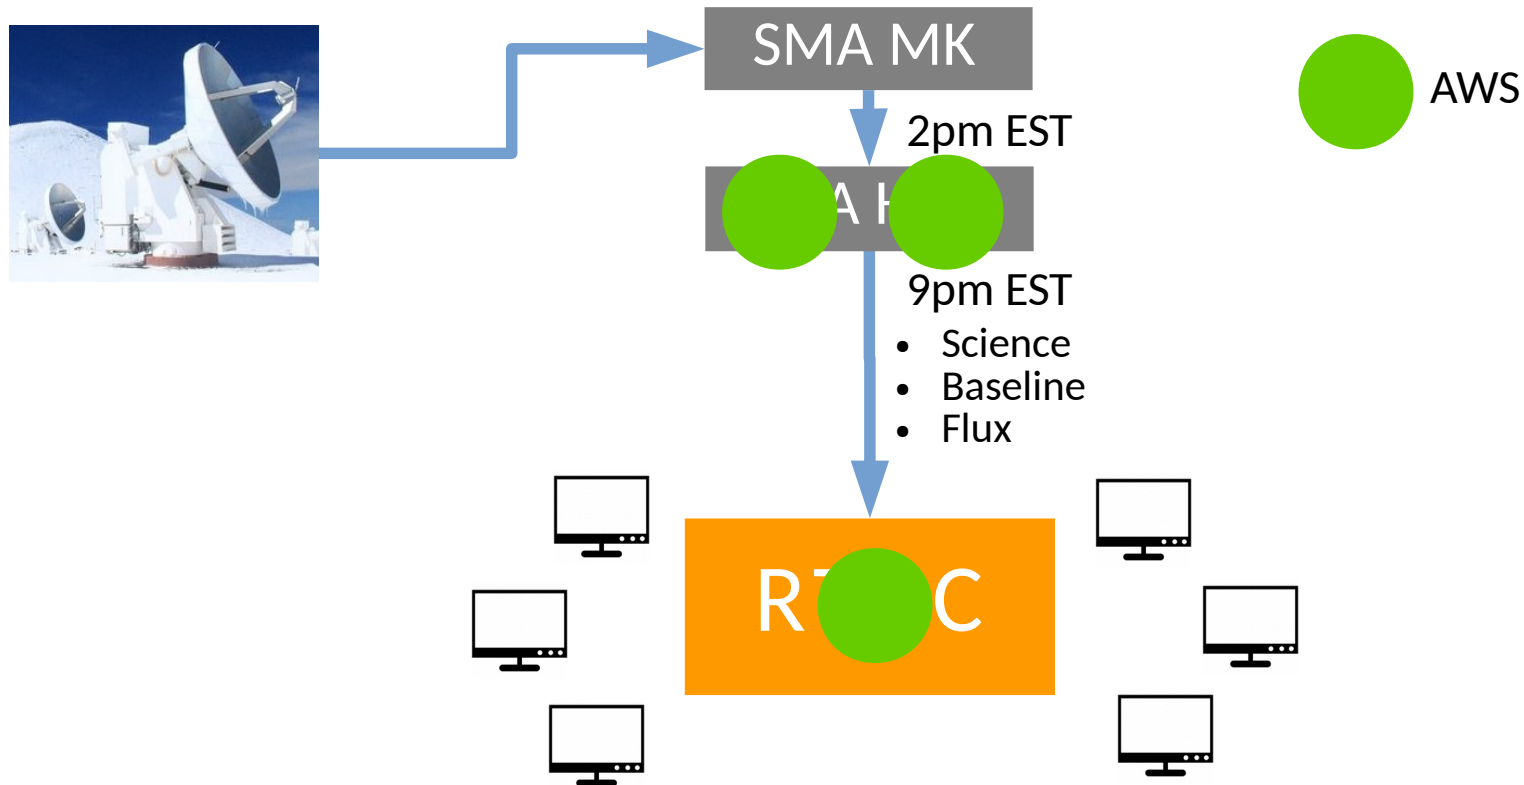 SMA MK
AWS
2pm EST
9pm EST
• Science
• Baseline
• Flux